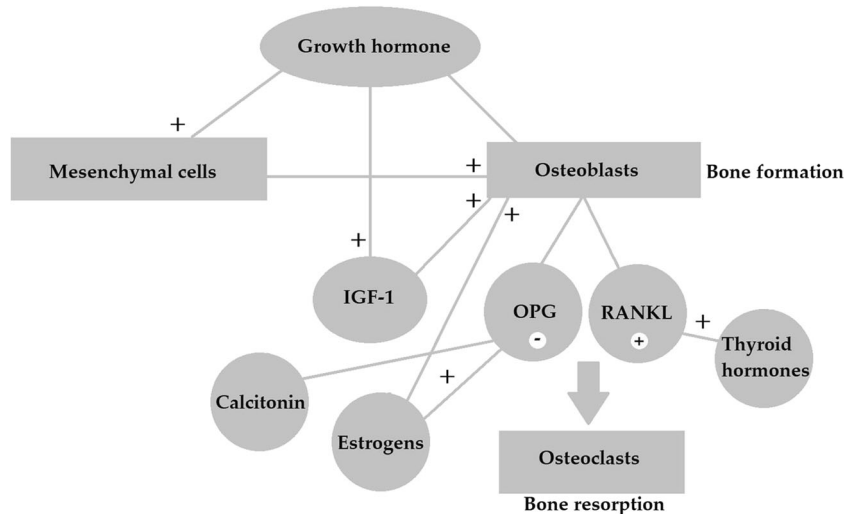 Growth hormone
+
Mesenchymal cells
+
Osteoblasts
Bone formation
+
+
+
IGF-1
OPG
-
RANKL
+
+
Thyroid
hormones
Calcitonin
+
Estrogens
Osteoclasts
Bone resorption